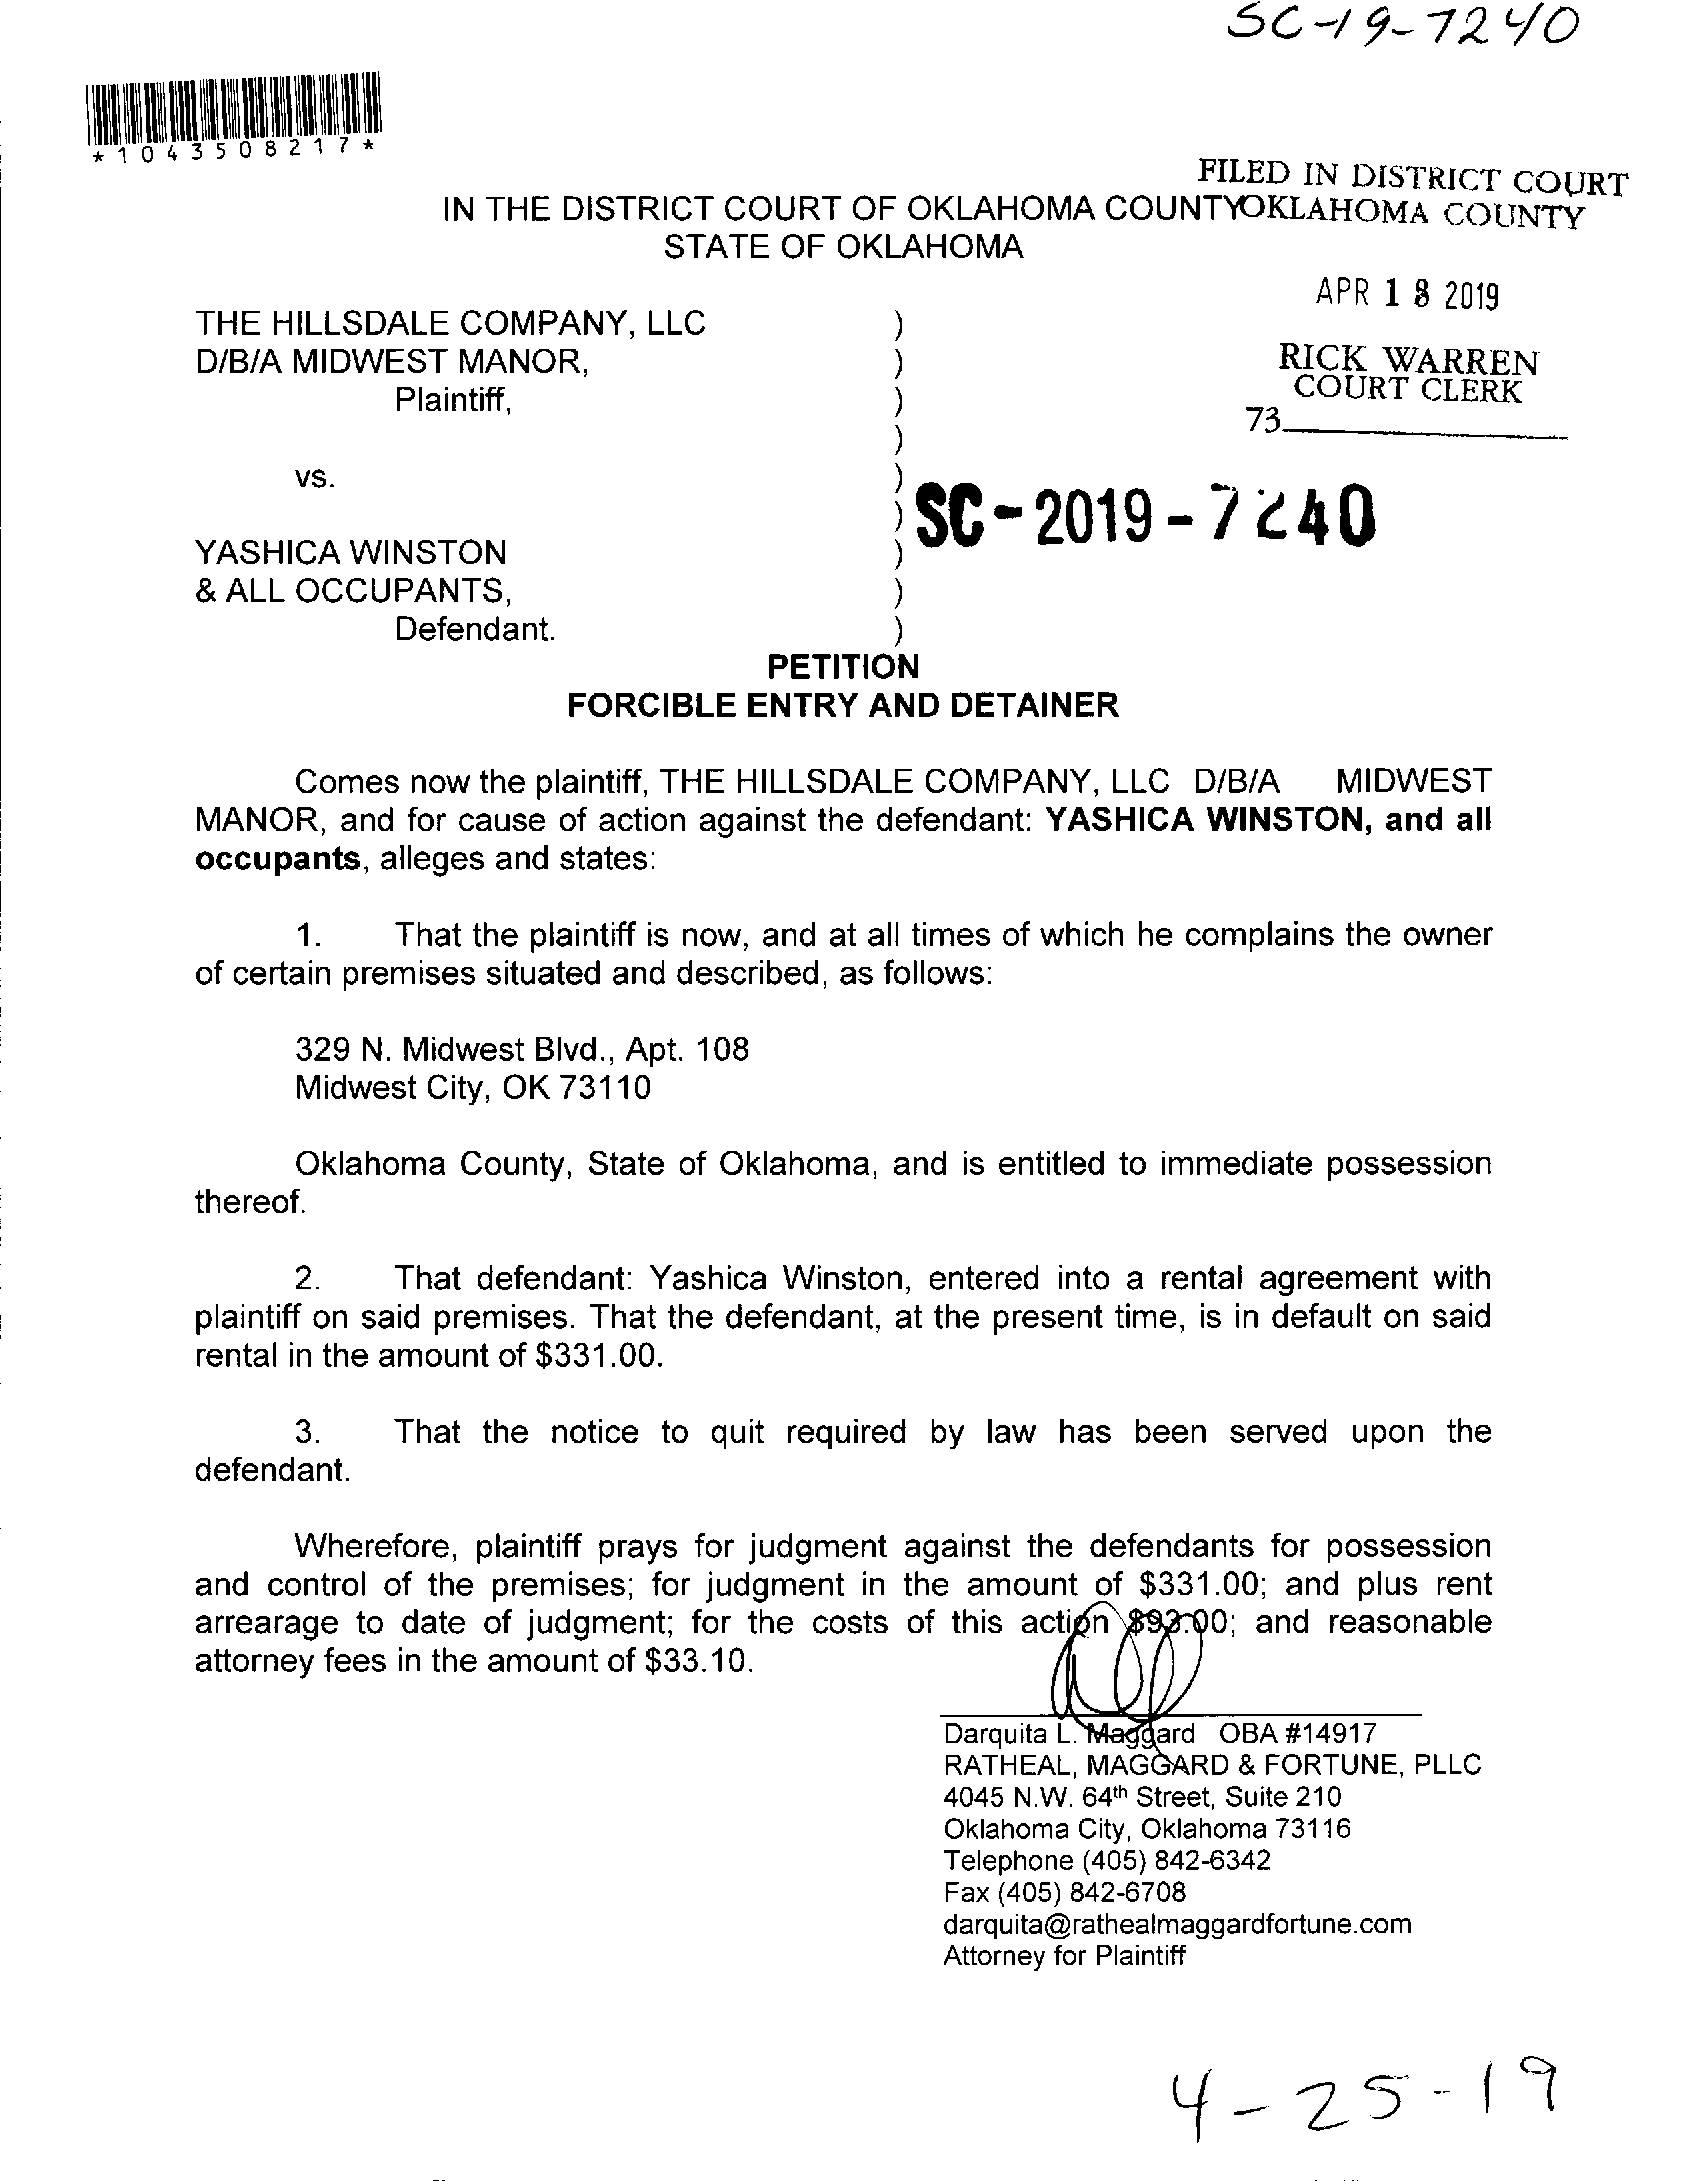 SC-19-7240
*1043508217*
FILED IN DISTRICT COURT
OKLAHOMA COUNTY
IN THE DISTRICT COURT OF OKLAHOMA COUNTY
STATE OF OKLAHOMA
APR 18 2019
RICK WARREN
COURT CLERK
73
THE HILLSDALE COMPANY, LLC )
D/B/A MIDWEST MANOR, )
Plaintiff, )
)
vs. )
) SC-2019-7240
YASHICA WINSTON )
& ALL OCCUPANTS, )
Defendant. )
PETITION
FORCIBLE ENTRY AND DETAINER
Comes now the plaintiff, THE HILLSDALE COMPANY, LLC D/B/A MIDWEST
MANOR, and for cause of action against the defendant: YASHICA WINSTON, and all
occupants, alleges and states:
1. That the plaintiff is now, and at all times of which he complains the owner
of certain premises situated and described, as follows:
329 N. Midwest Blvd., Apt. 108
Midwest City, OK 73110
Oklahoma County, State of Oklahoma, and is entitled to immediate possession
thereof.
2. That defendant: Yashica Winston, entered into a rental agreement with
plaintiff on said premises. That the defendant, at the present time, is in default on said
rental in the amount of $331.00.
3. That the notice to quit required by law has been served upon the
defendant.
Wherefore, plaintiff prays for judgment against the defendants for possession
and control of the premises; for judgment in the amount of $331.00; and plus rent
arrearage to date of judgment; for the costs of this action $93.00; and reasonable
attorney fees in the amount of $33.10.
Darquita L. Maggard OBA #14917
RATHEAL, MAGGARD & FORTUNE, PLLC
4045 N.W. 64th Street, Suite 210
Oklahoma City, Oklahoma 73116
Telephone (405) 842-6342
Fax (405) 842-6708
darquita@rathealmaggardfortune.com
Attorney for Plaintiff
4-25-19